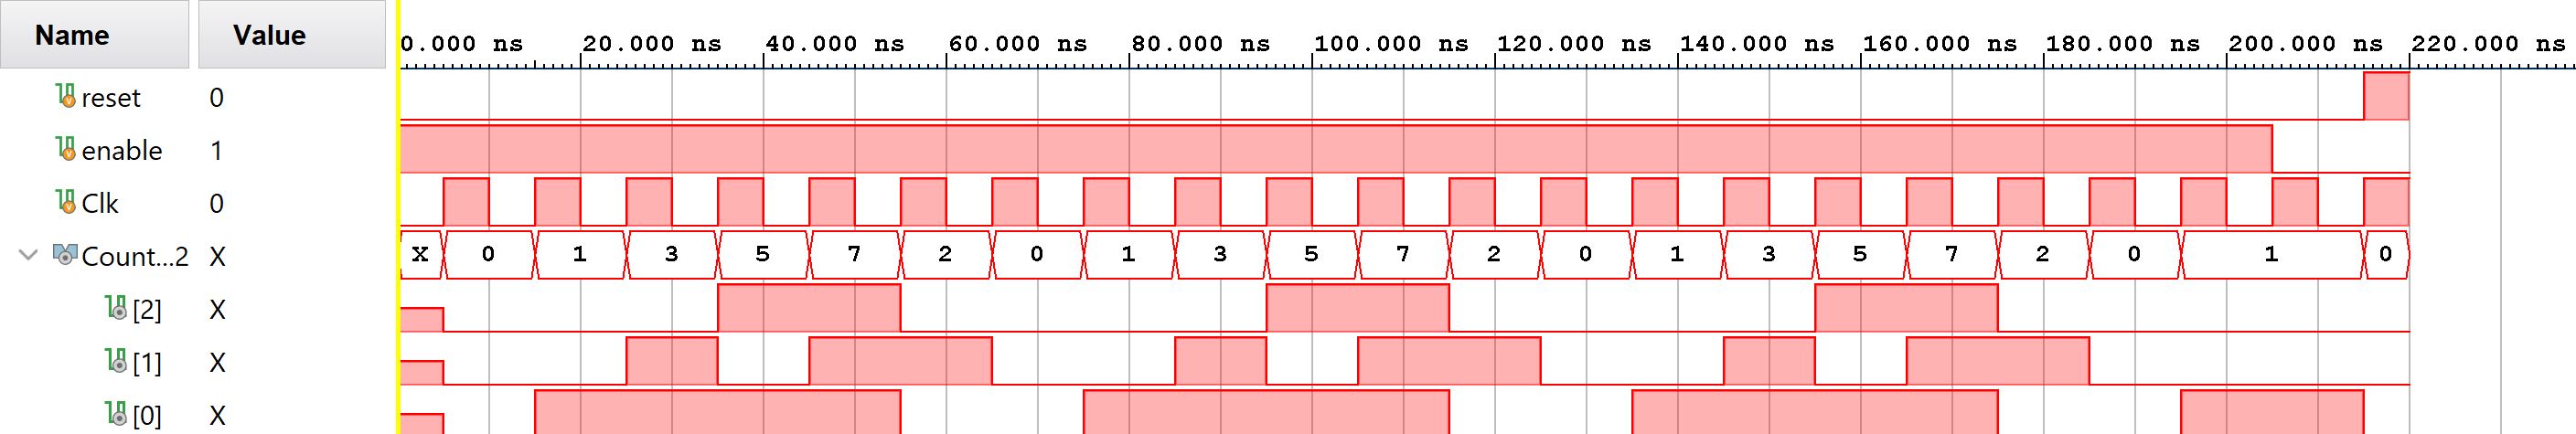 Name Value 0.000 ns 20.000 ns 40.000 ns 60.000 ns 80.000 ns 100.000 ns 120.000 ns 140.000 ns 160.000 ns 180.000 ns 200.000 ns 220.000 ns
reset 0
enable 1
Clk 0
Count...2 X X 0 1 3 5 7 2 0 1 3 5 7 2 0 1 3 5 7 2 0 1 0
[2] X
[1] X
[0] X